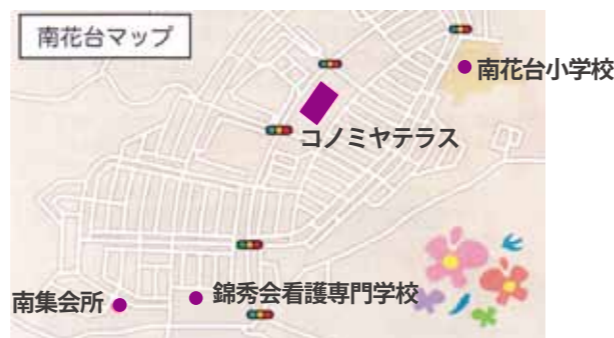 南花台マップ
南花台小学校
コノミヤテラス
錦秀会看護専門学校
南集会所